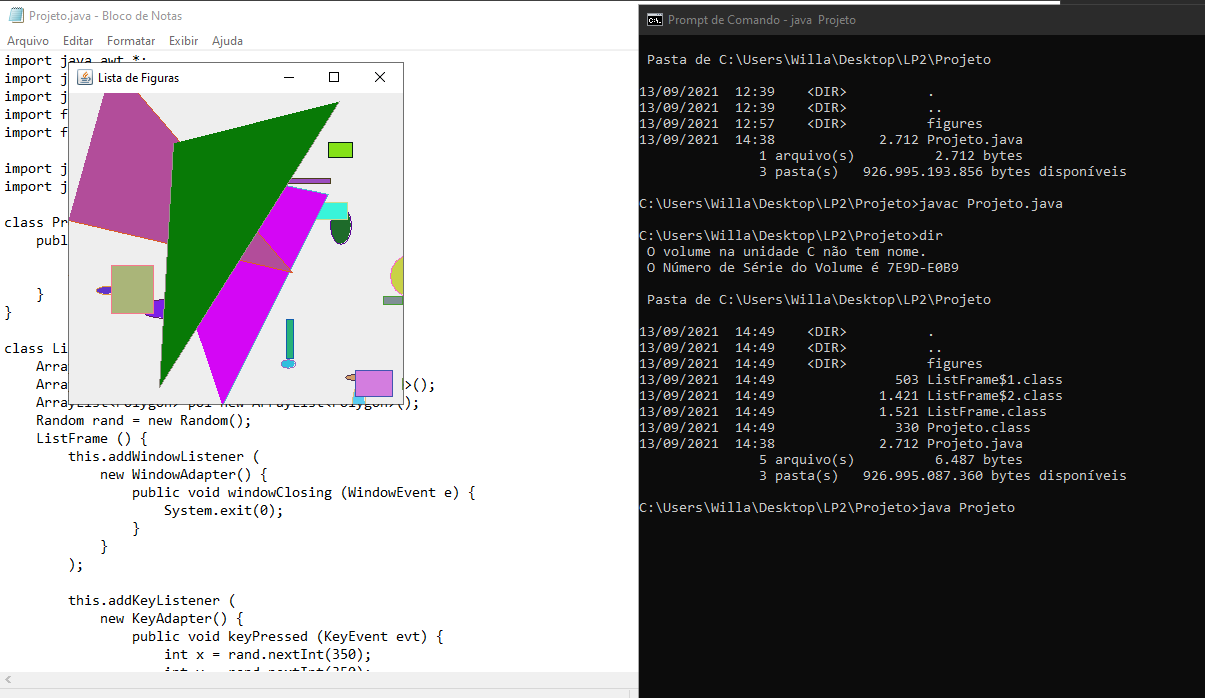 Projeto.java - Bloco de Notas
Arquivo Editar Formatar Exibir Ajuda
import java.awt.*;
import j
import j
import f
import f
import j
import j
class Pr
publ
}
}
class Li
Arra
Arra >();
ArrayList<Polygon> pol new ArrayList<Polygon>();
Random rand = new Random();
ListFrame () {
this.addWindowListener (
new WindowAdapter() {
public void windowClosing (WindowEvent e) {
System.exit(0);
}
}
);
this.addKeyListener (
new KeyAdapter() {
public void keyPressed (KeyEvent evt) {
int x = rand.nextInt(350);
int y = rand.nextInt(350);
Lista de Figuras
Prompt de Comando - java Projeto
Pasta de C:\Users\Willa\Desktop\LP2\Projeto
13/09/2021 12:39 <DIR> .
13/09/2021 12:39 <DIR> ..
13/09/2021 12:57 <DIR> figures
13/09/2021 14:38 2.712 Projeto.java
1 arquivo(s) 2.712 bytes
3 pasta(s) 926.995.193.856 bytes disponíveis
C:\Users\Willa\Desktop\LP2\Projeto>javac Projeto.java
C:\Users\Willa\Desktop\LP2\Projeto>dir
O volume na unidade C não tem nome.
O Número de Série do Volume é 7E9D-E0B9
Pasta de C:\Users\Willa\Desktop\LP2\Projeto
13/09/2021 14:49 <DIR> .
13/09/2021 14:49 <DIR> ..
13/09/2021 14:49 <DIR> figures
13/09/2021 14:49 503 ListFrame$1.class
13/09/2021 14:49 1.421 ListFrame$2.class
13/09/2021 14:49 1.521 ListFrame.class
13/09/2021 14:49 330 Projeto.class
13/09/2021 14:38 2.712 Projeto.java
5 arquivo(s) 6.487 bytes
3 pasta(s) 926.995.087.360 bytes disponíveis
C:\Users\Willa\Desktop\LP2\Projeto>java Projeto